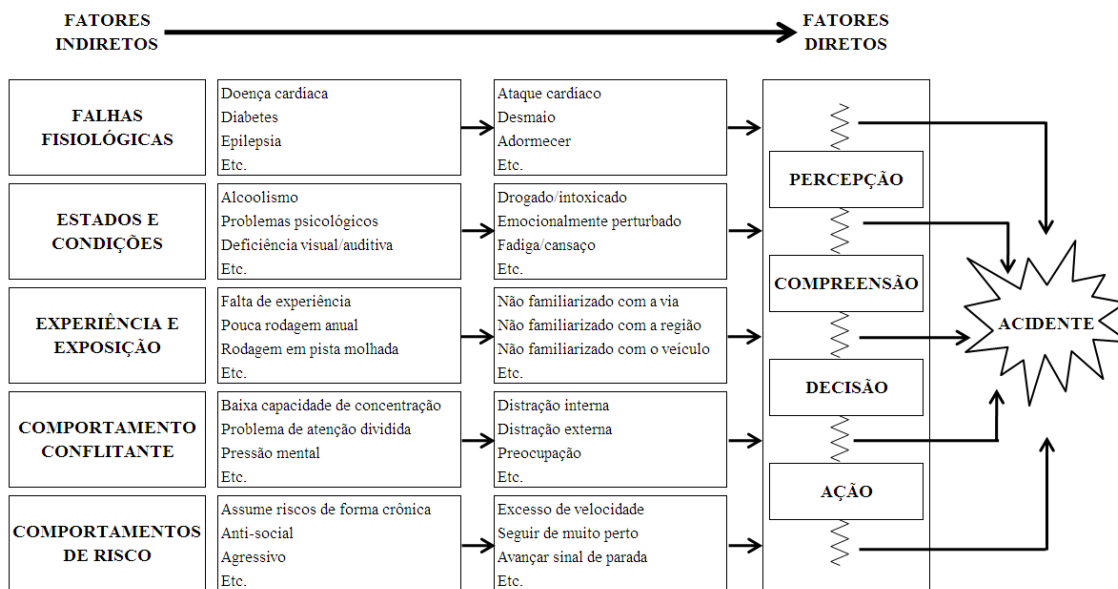 FATORES
INDIRETOS
FATORES
DIRETOS
FALHAS
FISIOLÓGICAS
Doença cardíaca
Diabetes
Epilepsia
Etc.
Ataque cardíaco
Desmaio
Adormecer
Etc.
ESTADOS E
CONDIÇÕES
Alcoolismo
Problemas psicológicos
Deficiência visual/auditiva
Etc.
Drogado/intoxicado
Emocionalmente perturbado
Fadiga/cansaço
Etc.
EXPERIÊNCIA E
EXPOSIÇÃO
Falta de experiência
Pouca rodagem anual
Rodagem em pista molhada
Etc.
Não familiarizado com a via
Não familiarizado com a região
Não familiarizado com o veículo
Etc.
COMPORTAMENTO
CONFLITANTE
Baixa capacidade de concentração
Problema de atenção dividida
Pressão mental
Etc.
Distração interna
Distração externa
Preocupação
Etc.
COMPORTAMENTOS
DE RISCO
Assume riscos de forma crônica
Anti-social
Agressivo
Etc.
Excesso de velocidade
Seguir de muito perto
Avançar sinal de parada
Etc.
PERCEPÇÃO
COMPREENSÃO
DECISÃO
AÇÃO
ACIDENTE